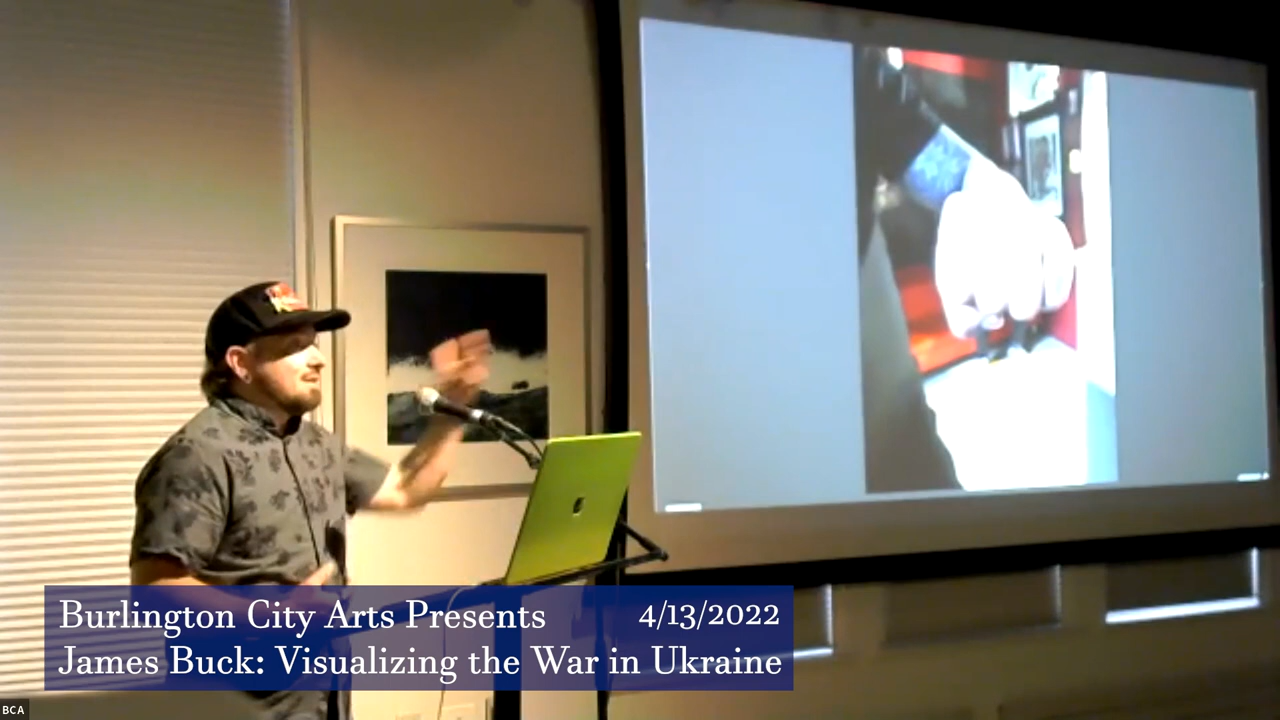 Burlington City Arts Presents 4/13/2022
James Buck: Visualizing the War in Ukraine
BCA